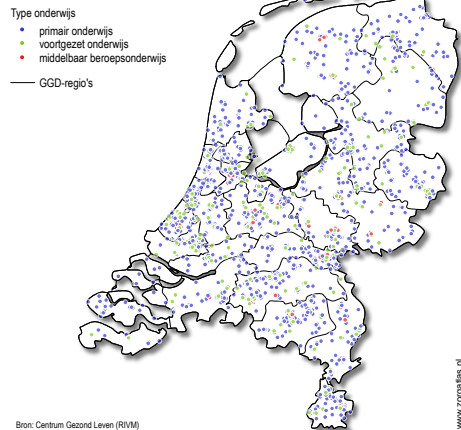 Type onderwijs
primair onderwijs
voortgezet onderwijs
middelbaar beroepsonderwijs
GGD-regio's
Bron: Centrum Gezond Leven (RIVM)
www.zorgatlas.nl